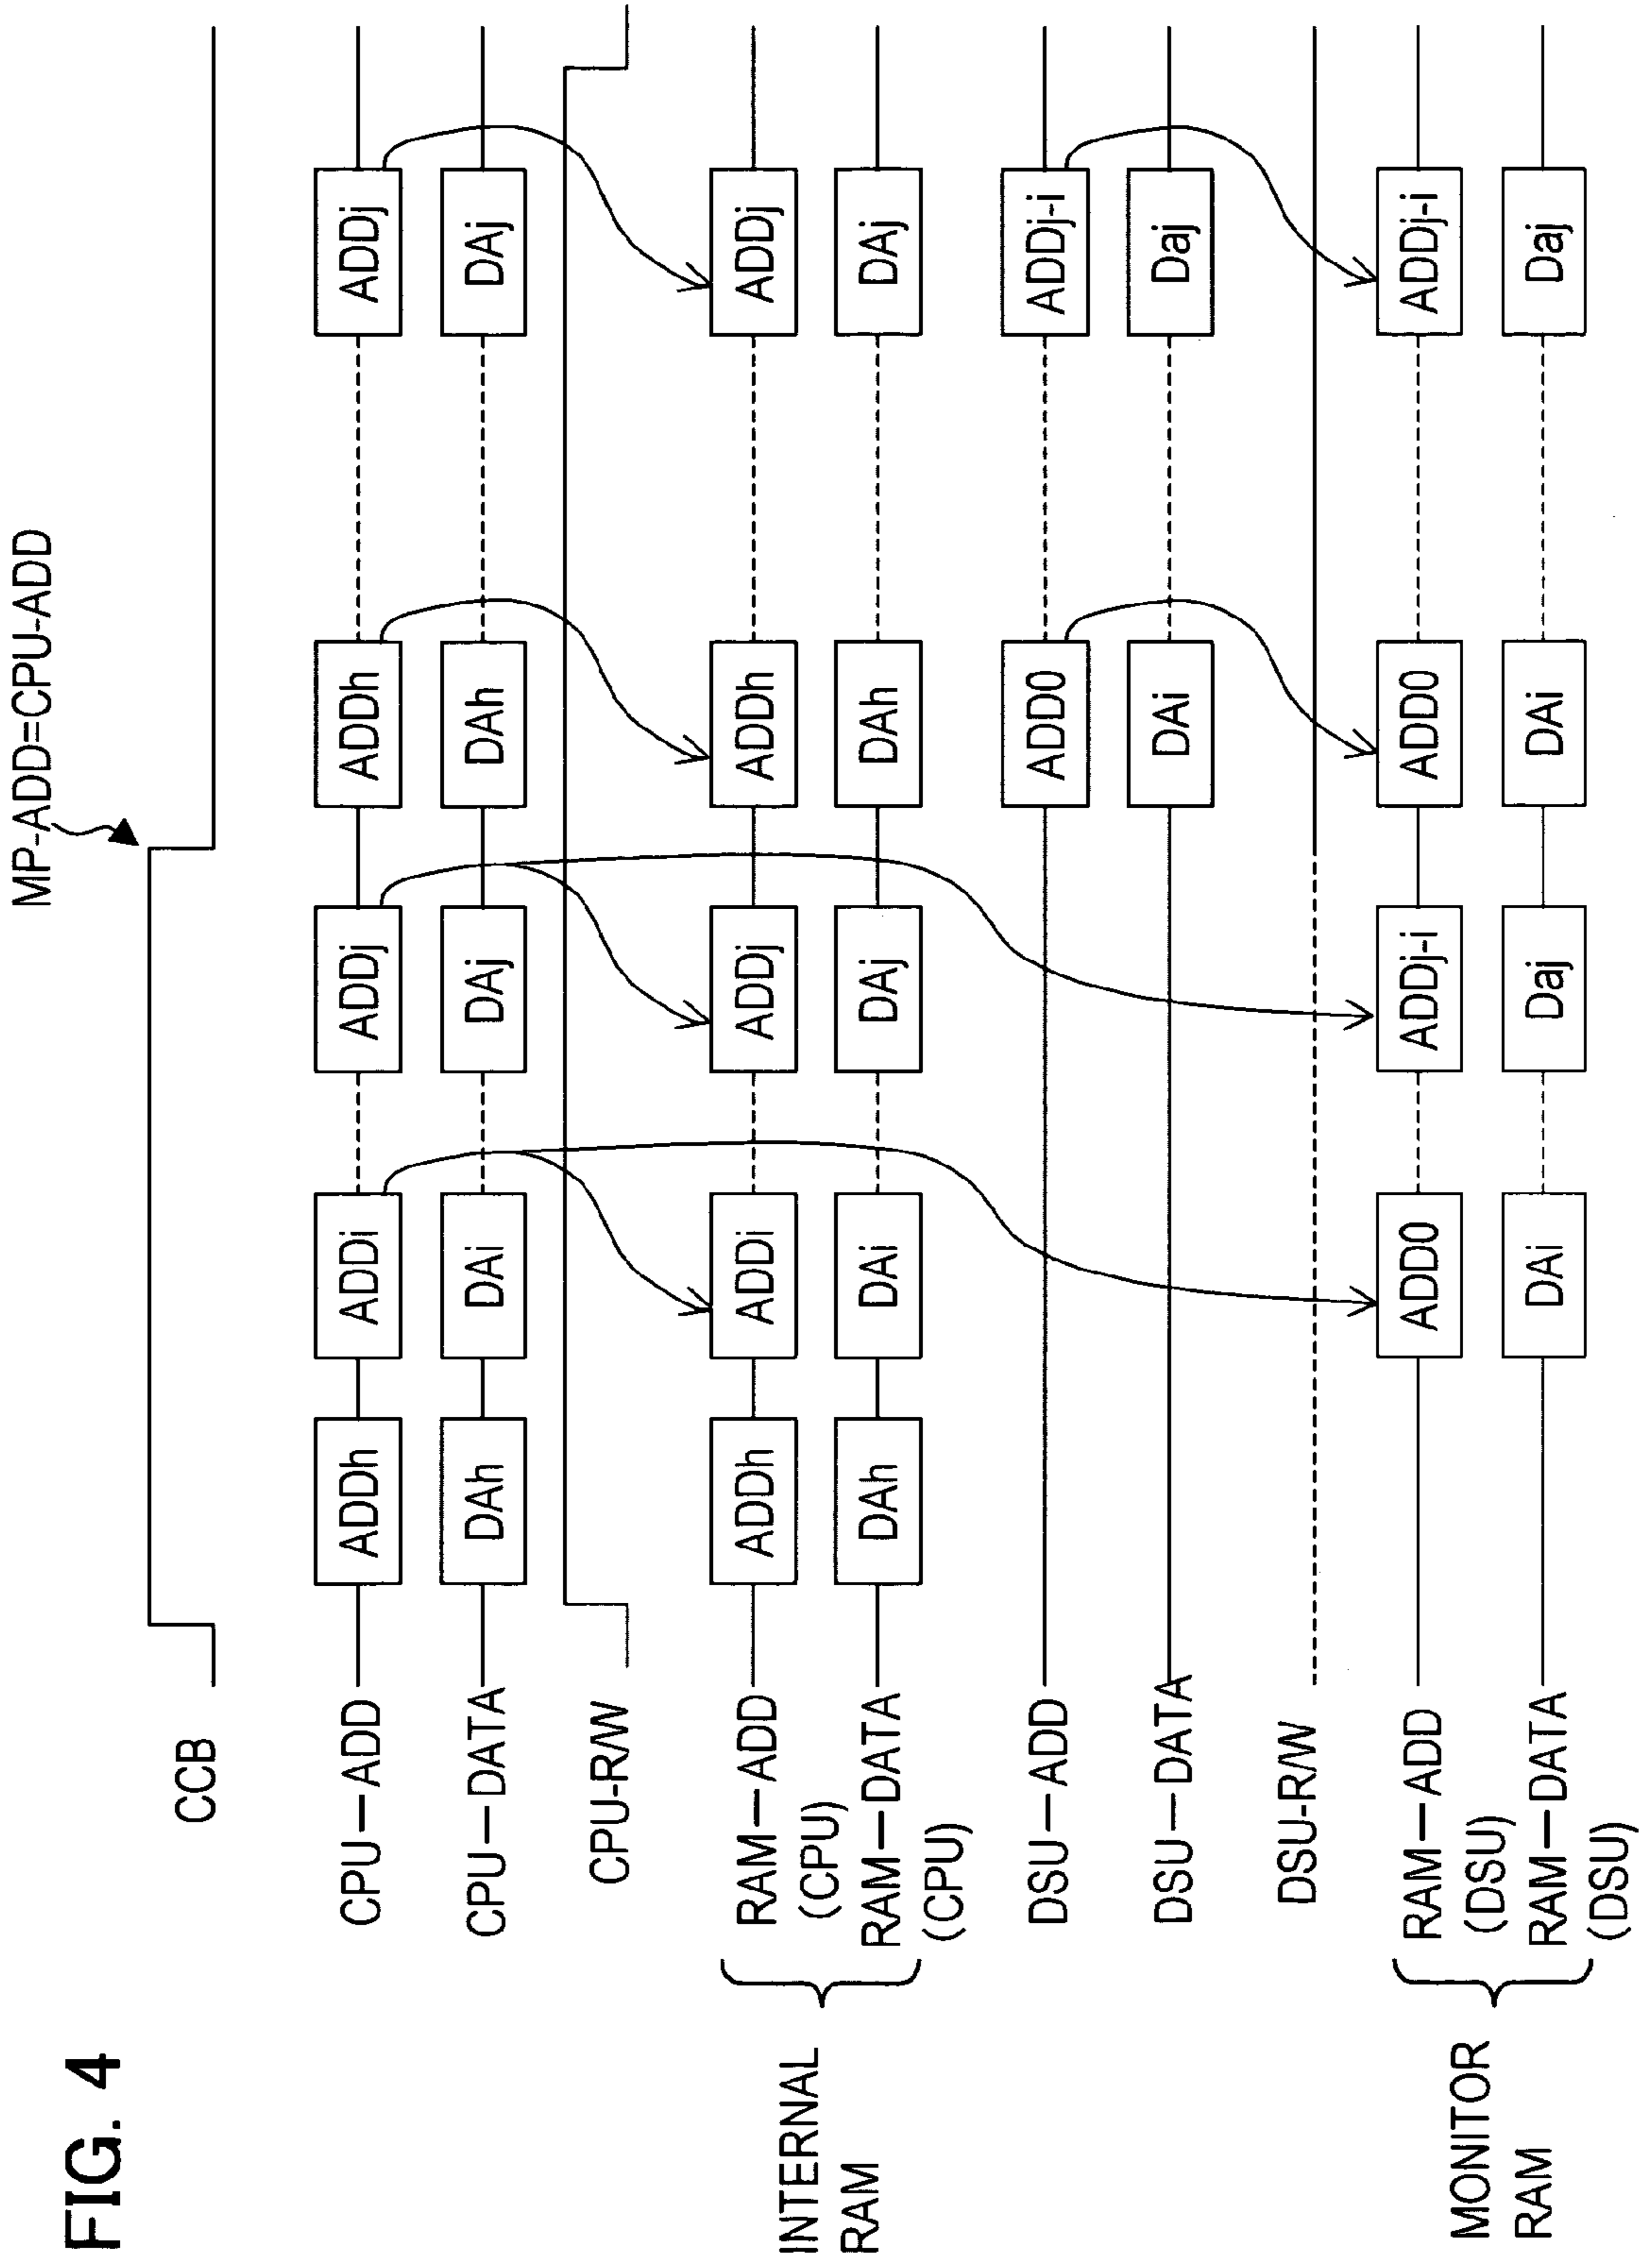 FIG. 4
MP-ADD=CPU-ADD
CCB
CPU—ADD ADDh ADDi ADDj ADDh ADDj
CPU—DATA DAh DAi DAj DAh DAj
CPU-R/W
INTERNAL
RAM
RAM—ADD ADDh ADDi ADDj ADDh ADDj
(CPU)
RAM—DATA DAh DAi DAj DAh DAj
(CPU)
DSU—ADD ADD0 ADDj-i
DSU—DATA DAi Daj
DSU-R/W
MONITOR
RAM
RAM—ADD ADD0 ADDj-i ADD0 ADDj-i
(DSU)
RAM—DATA DAi Daj DAi Daj
(DSU)